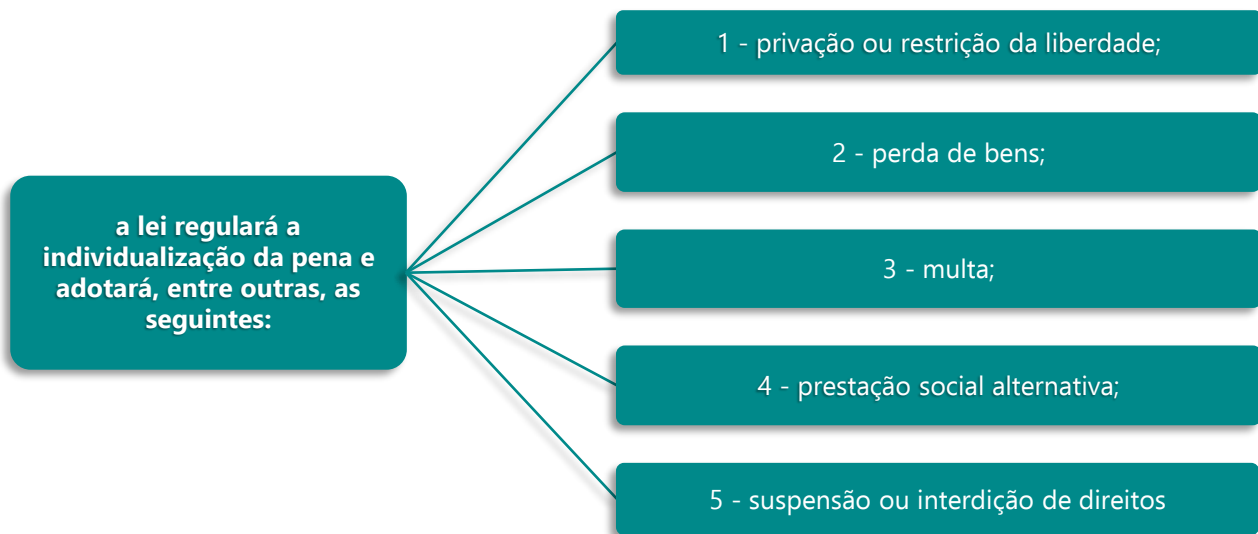 a lei regulará a
individualização da pena e
adotará, entre outras, as
seguintes:
1 - privação ou restrição da liberdade;
2 - perda de bens;
3 - multa;
4 - prestação social alternativa;
5 - suspensão ou interdição de direitos